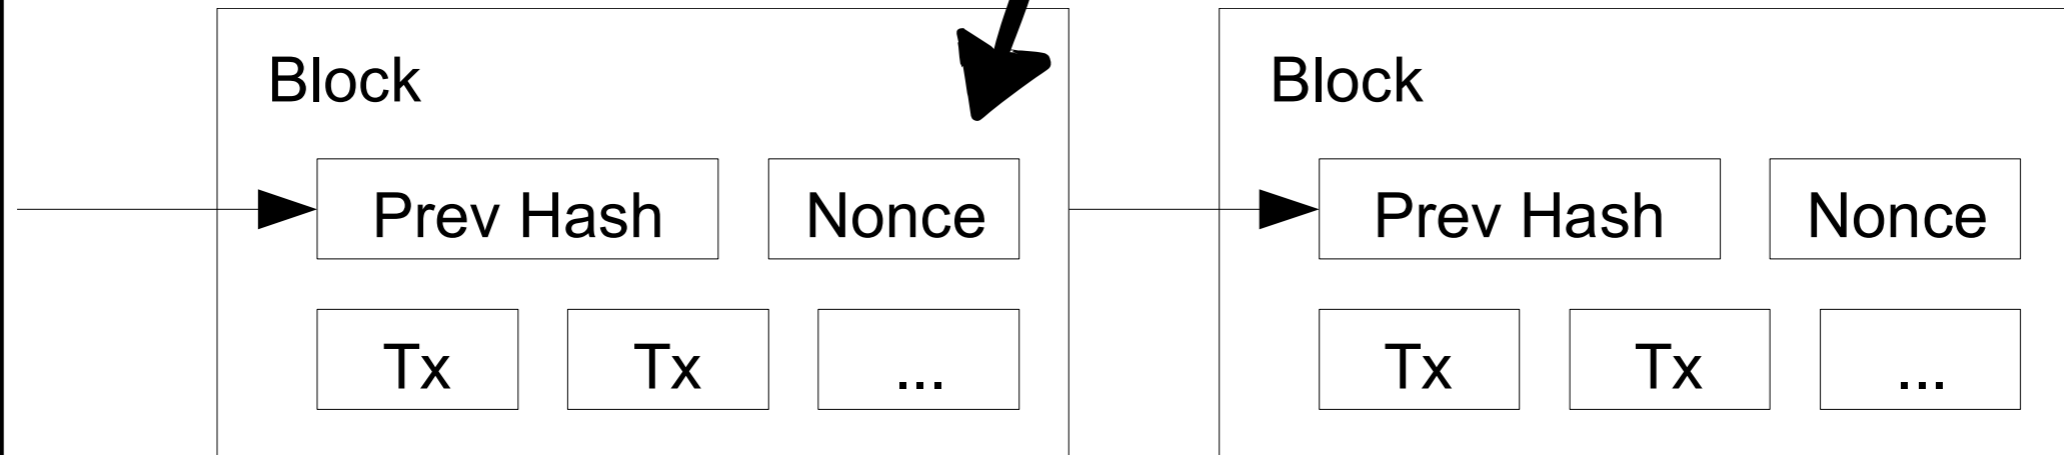 Block
Prev Hash
Nonce
Tx
Tx
...
Block
Prev Hash
Nonce
Tx
Tx
...